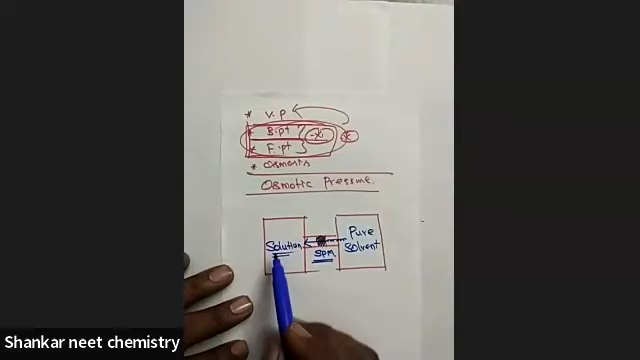 * V.P
* B.pt
* F.pt
* Osmosis
Osmotic Pressure.
Solution
SPM
Pure
Solvent
Shankar neet chemistry